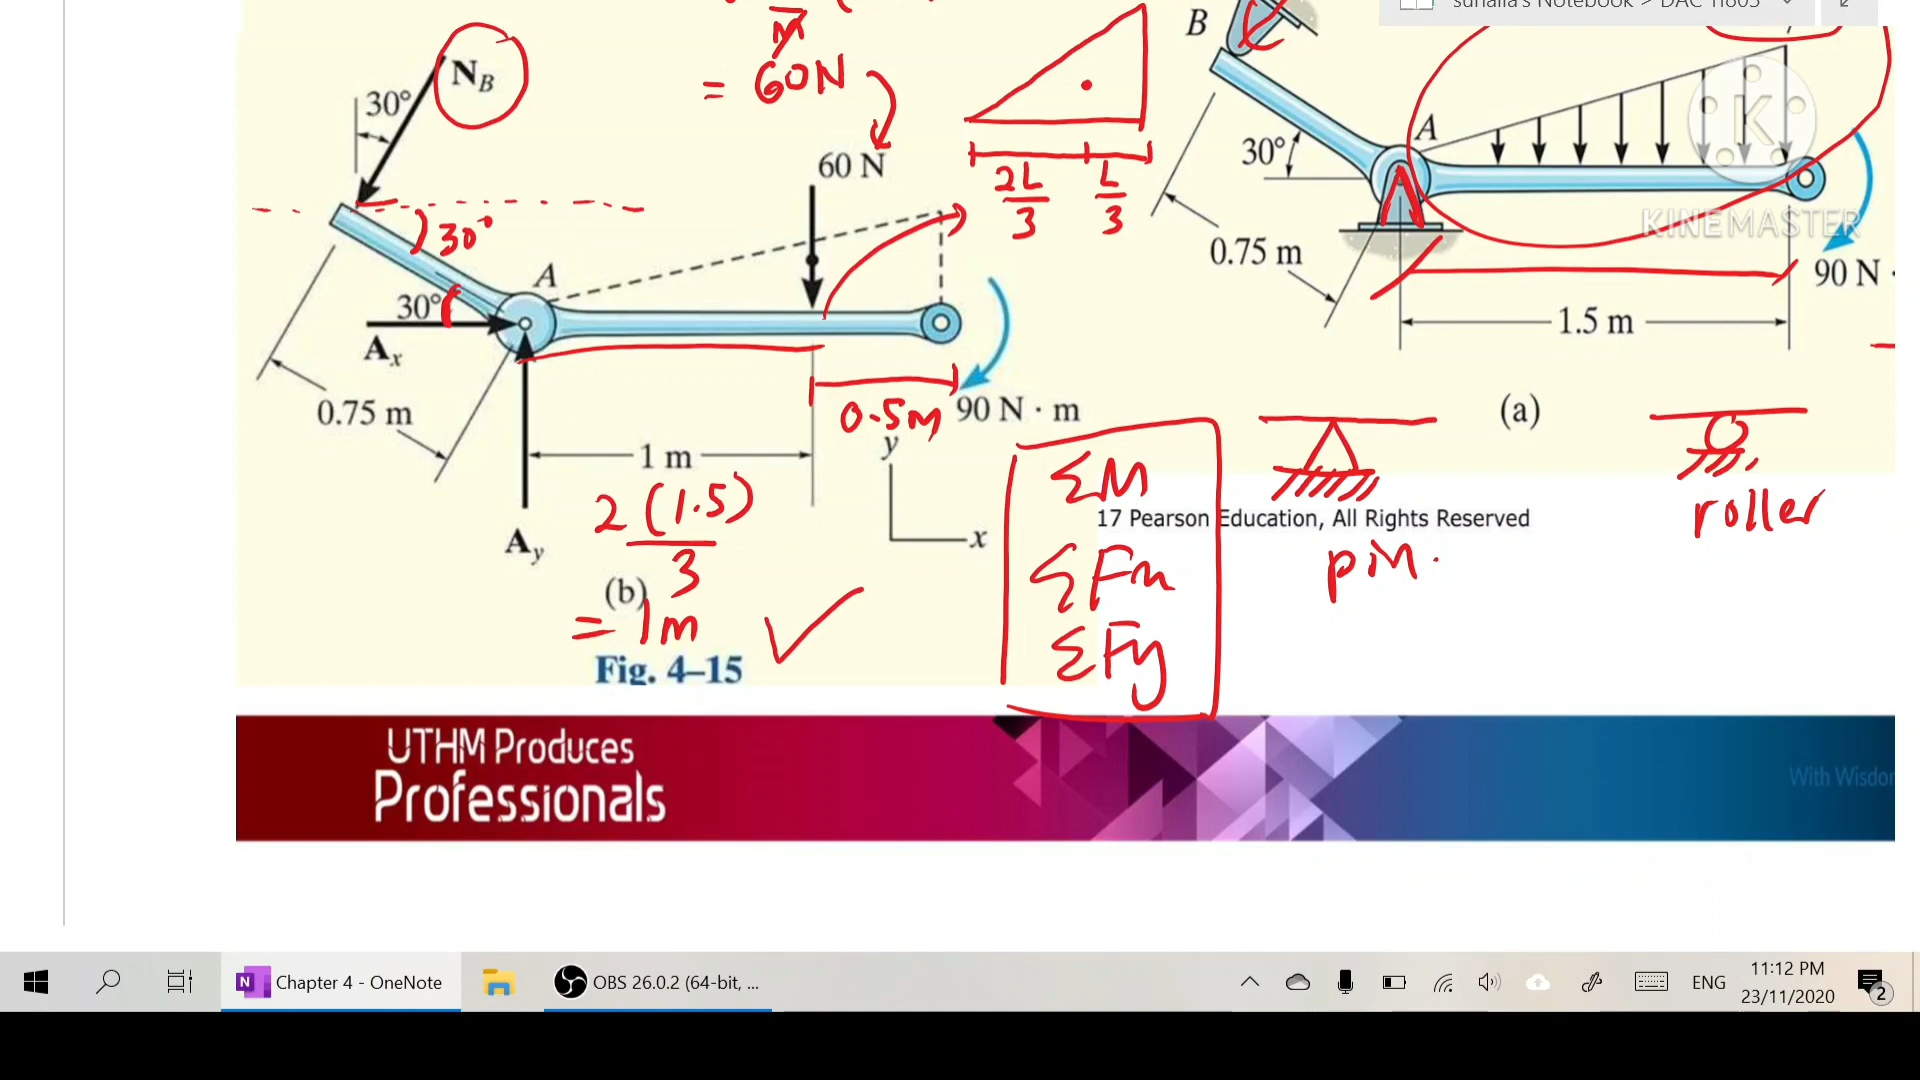 suhaila's Notebook > DAC 11803
M
= 60N
N_B
30°
60 N
30°
A
30°
A_x
0.75 m
90 N · m
0.5m
1 m
A_y
2(1.5)
3
= 1m
(b)
Fig. 4–15
y
x
2L
3
L
3
B
A
30°
0.75 m
1.5 m
90 N ·
KINEMASTER
K
(a)
ΣM
ΣFx
ΣFy
17 Pearson Education, All Rights Reserved
pin.
roller
UTHM Produces
Professionals
With Wisdo
Chapter 4 - OneNote
OBS 26.0.2 (64-bit, ...
ENG
11:12 PM
23/11/2020
2